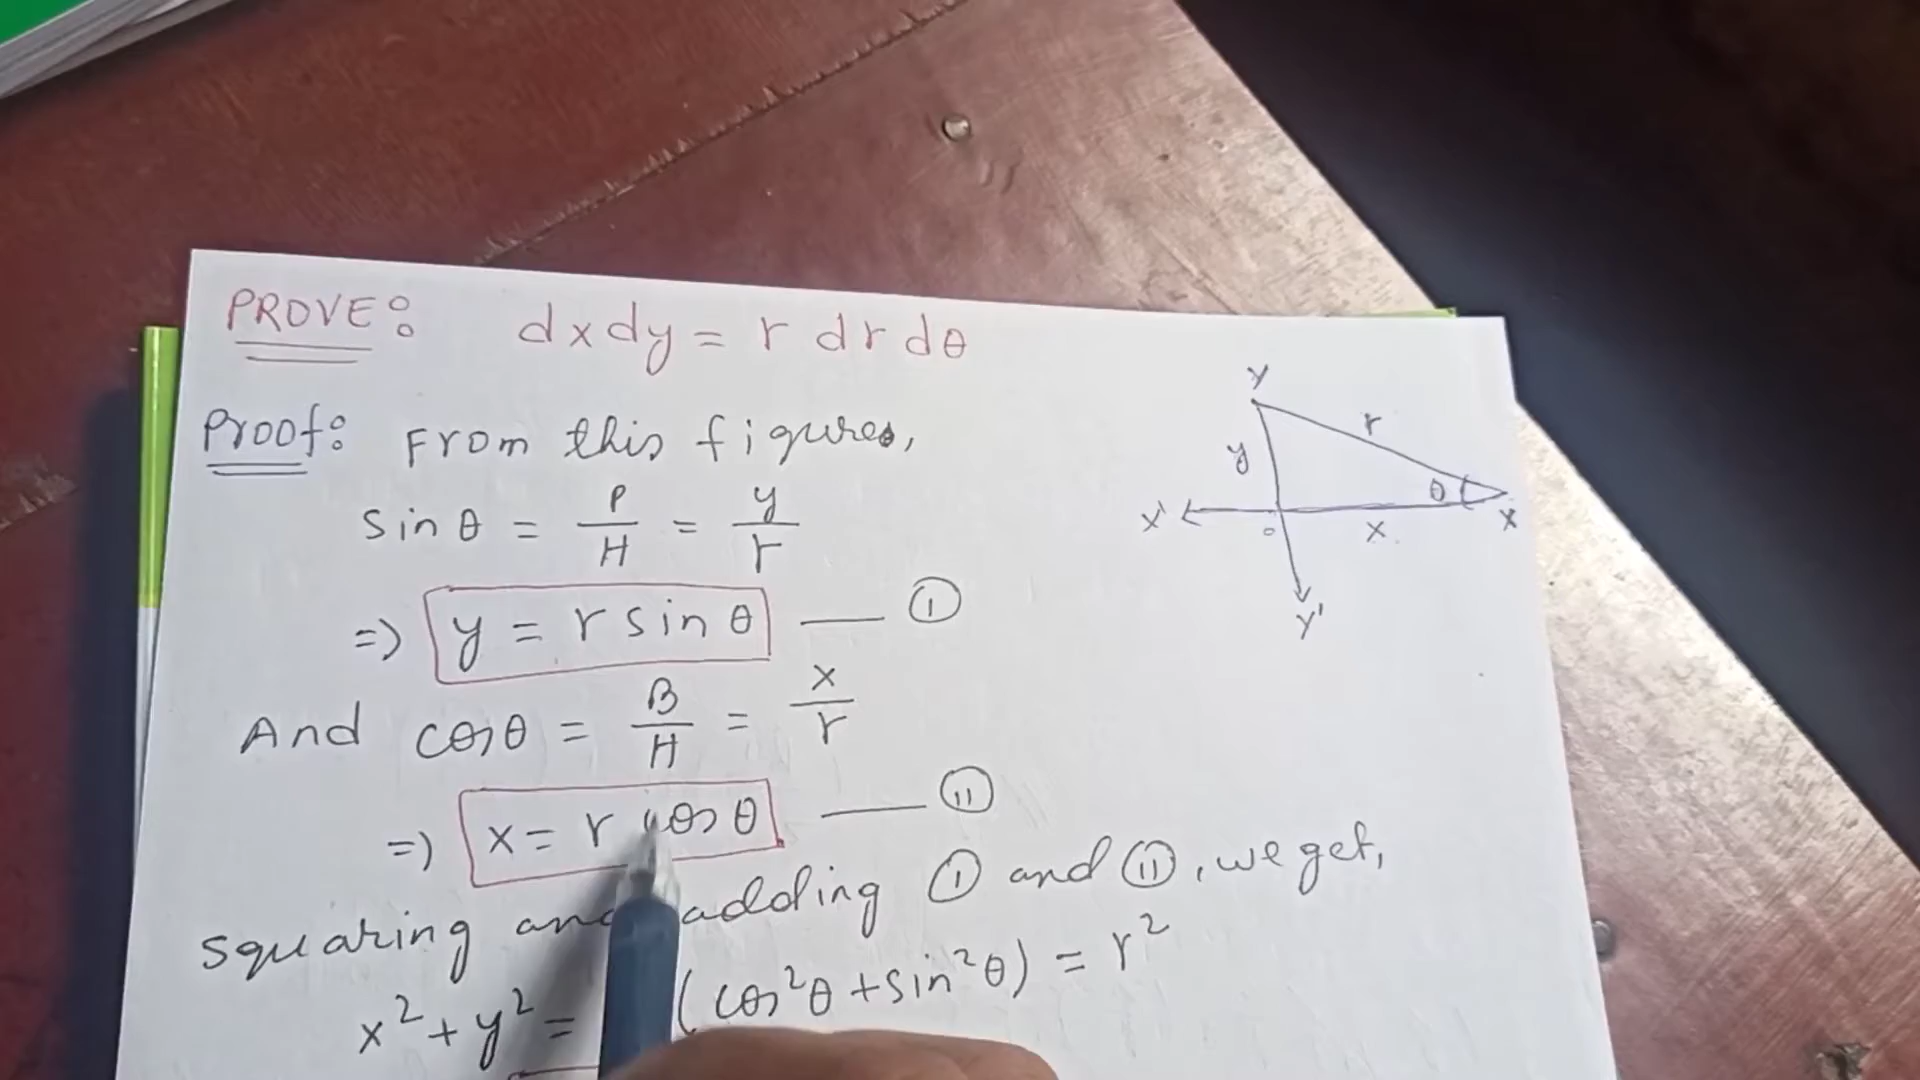 PROVE: dxdy = r dr dθ
Proof: From this figures,
sin θ = P/H = y/r
=) y = r sin θ —— (I)
And cos θ = B/H = x/r
=) x = r cos θ —— (II)
squaring and adding (I) and (II), we get,
x² + y² = (cos²θ + sin²θ) = r²
Y
r
y
θ
X'
o
x
X
Y'